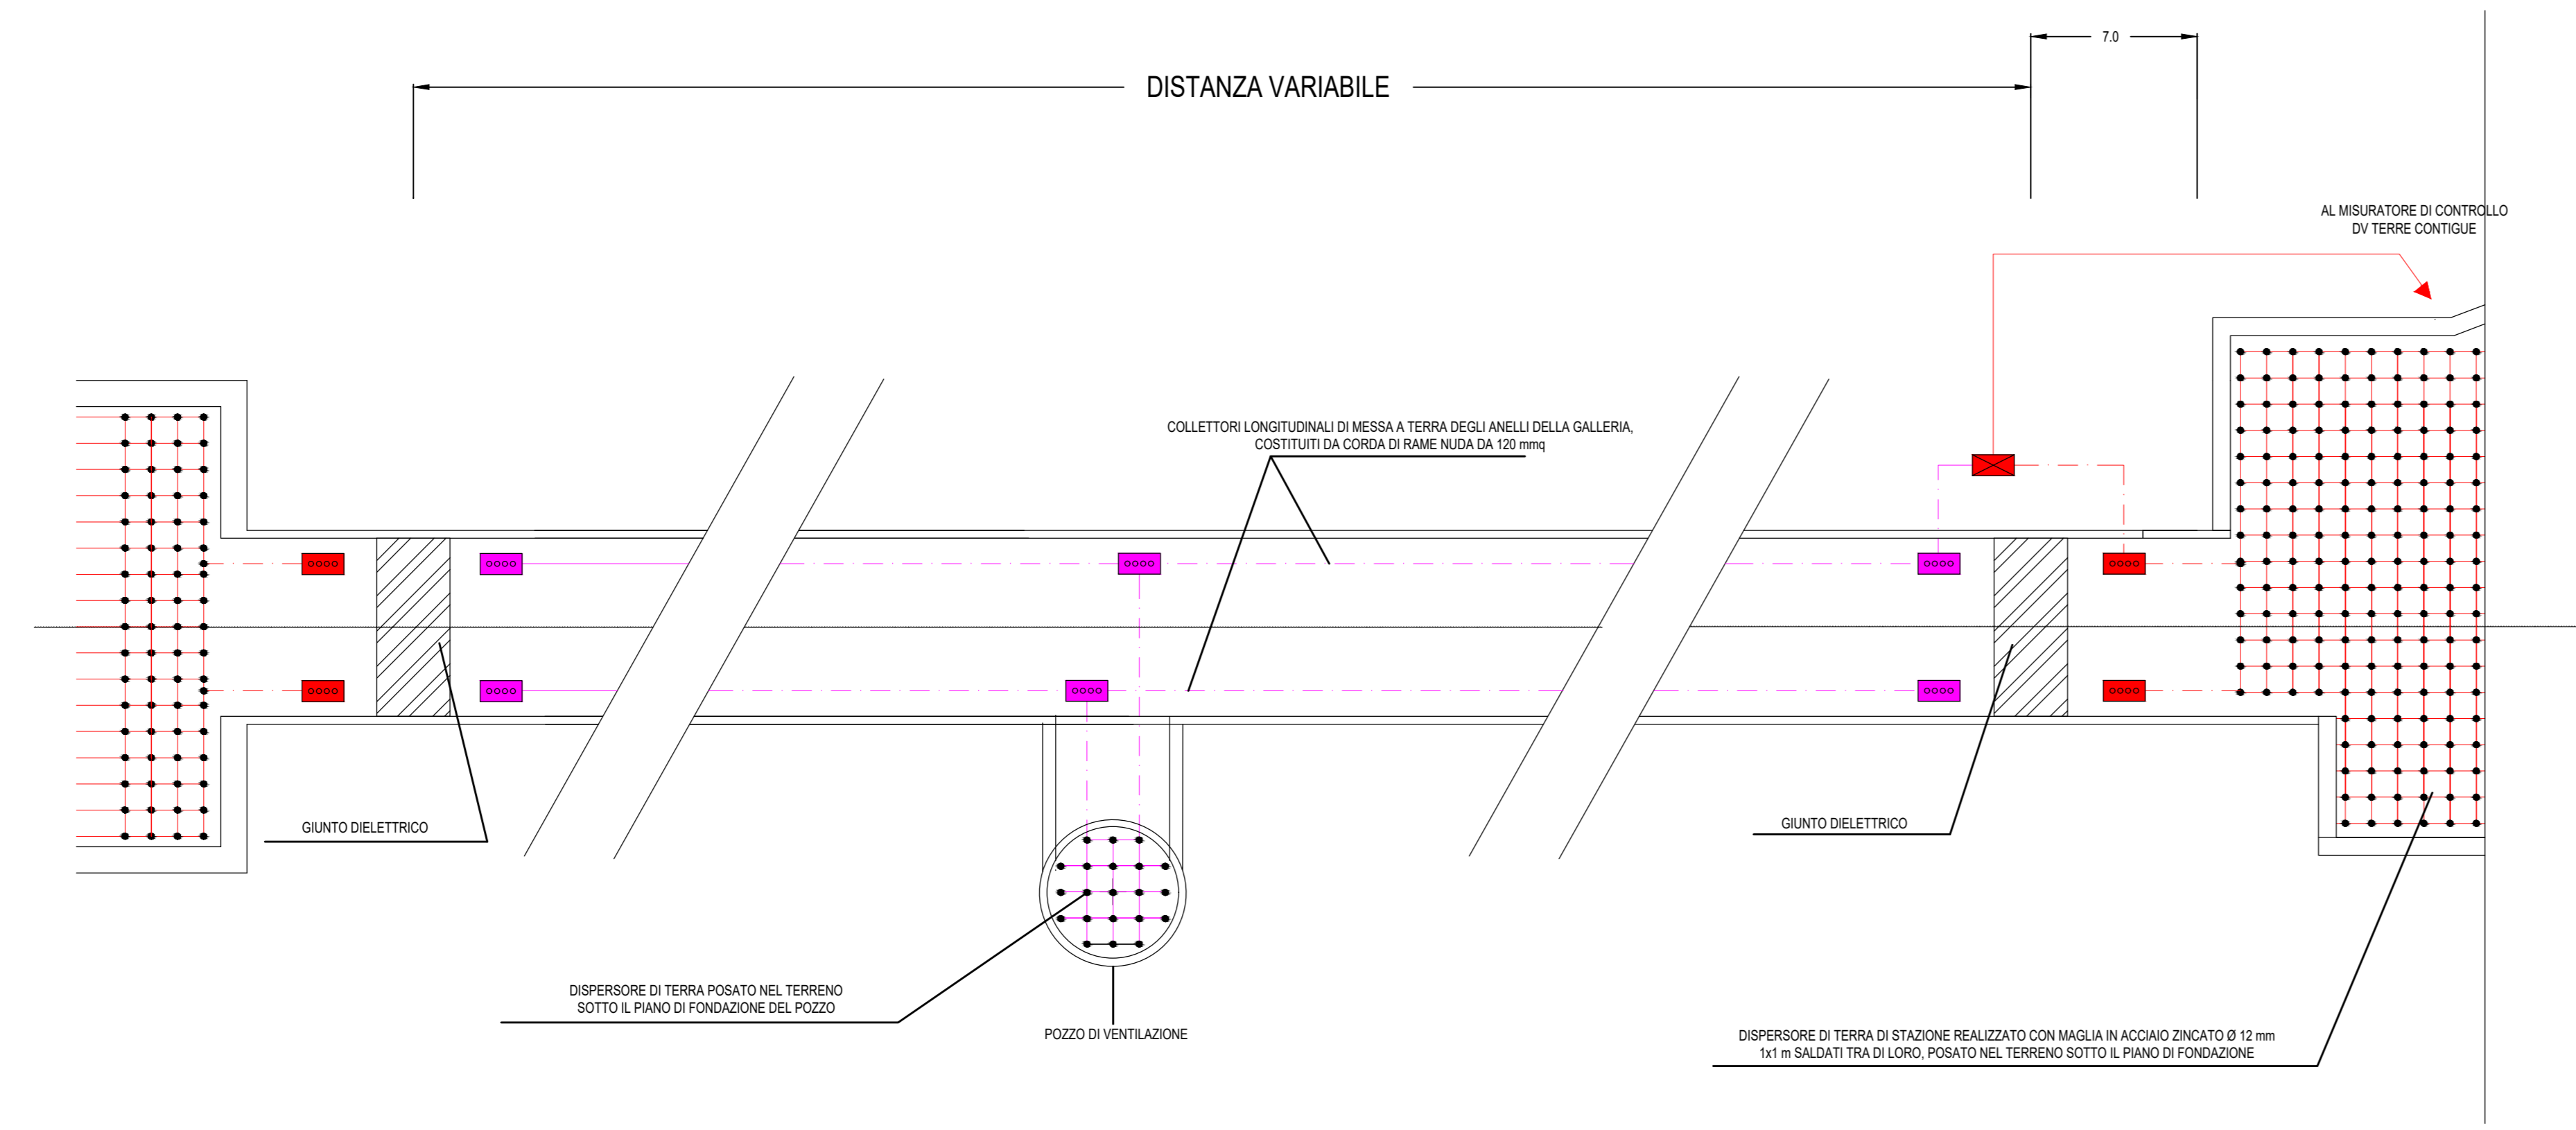 7.0
DISTANZA VARIABILE
AL MISURATORE DI CONTROLLO
DV TERRE CONTIGUE
COLLETTORI LONGITUDINALI DI MESSA A TERRA DEGLI ANELLI DELLA GALLERIA,
COSTITUITI DA CORDA DI RAME NUDA DA 120 mmq
GIUNTO DIELETTRICO
GIUNTO DIELETTRICO
DISPERSORE DI TERRA POSATO NEL TERRENO
SOTTO IL PIANO DI FONDAZIONE DEL POZZO
POZZO DI VENTILAZIONE
DISPERSORE DI TERRA DI STAZIONE REALIZZATO CON MAGLIA IN ACCIAIO ZINCATO Ø 12 mm
1x1 m SALDATI TRA DI LORO, POSATO NEL TERRENO SOTTO IL PIANO DI FONDAZIONE